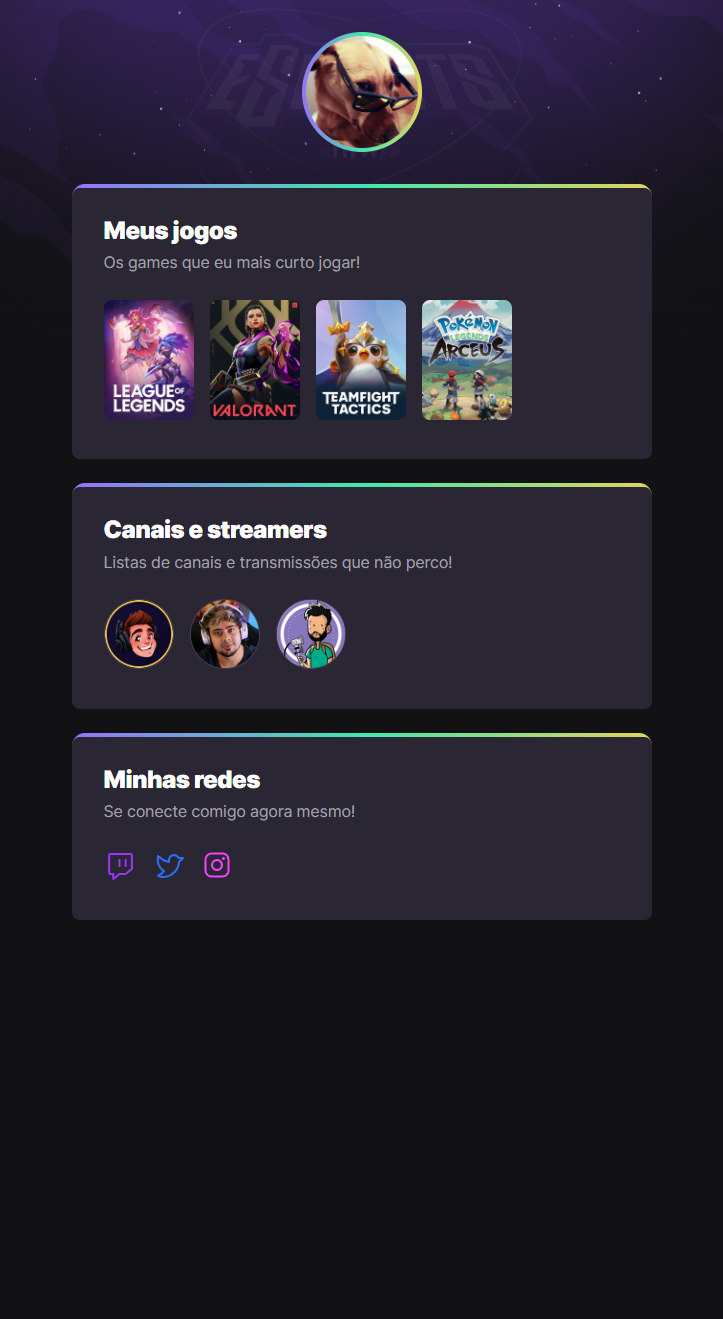 ESPORTS
Meus jogos
Os games que eu mais curto jogar!
LEAGUE OF
LEGENDS
VALORANT
TEAMFIGHT
TACTICS
POKÉMON
LEGENDS
ARCEUS
Canais e streamers
Listas de canais e transmissões que não perco!
Minhas redes
Se conecte comigo agora mesmo!